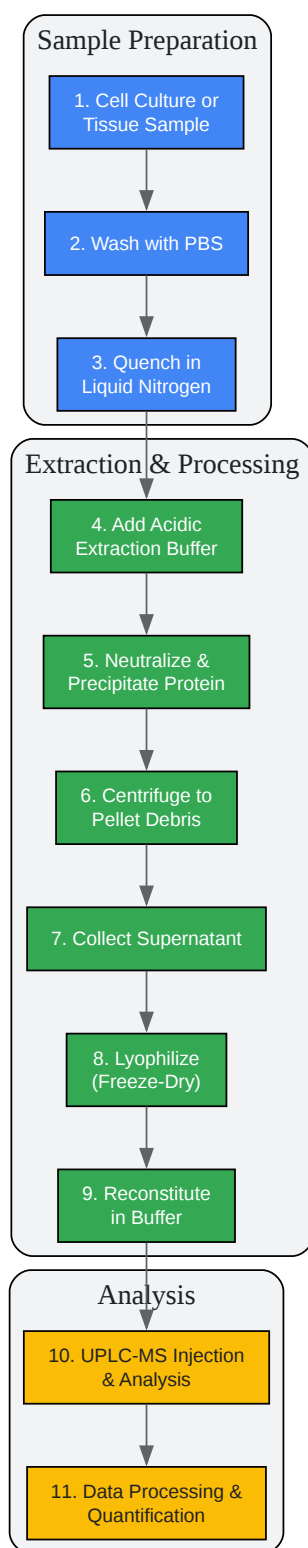 Sample Preparation
1. Cell Culture or
Tissue Sample
2. Wash with PBS
3. Quench in
Liquid Nitrogen
Extraction & Processing
4. Add Acidic
Extraction Buffer
5. Neutralize &
Precipitate Protein
6. Centrifuge to
Pellet Debris
7. Collect Supernatant
8. Lyophilize
(Freeze-Dry)
9. Reconstitute
in Buffer
Analysis
10. UPLC-MS Injection
& Analysis
11. Data Processing &
Quantification